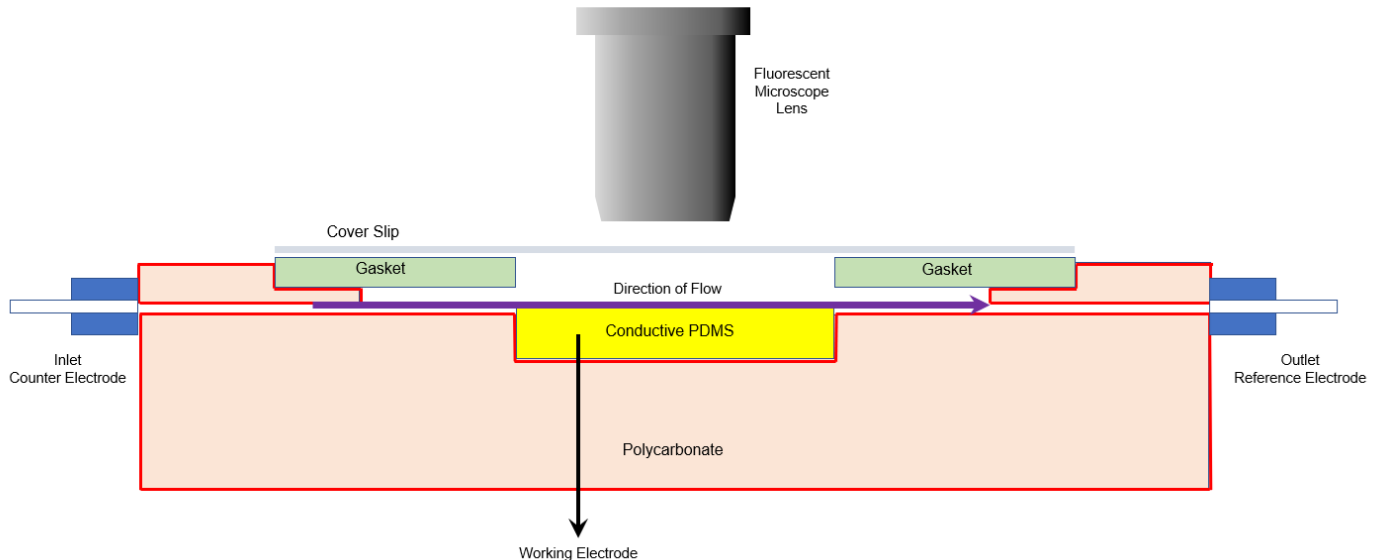 Fluorescent
Microscope
Lens
Cover Slip
Gasket
Gasket
Direction of Flow
Conductive PDMS
Inlet
Counter Electrode
Outlet
Reference Electrode
Polycarbonate
Working Electrode